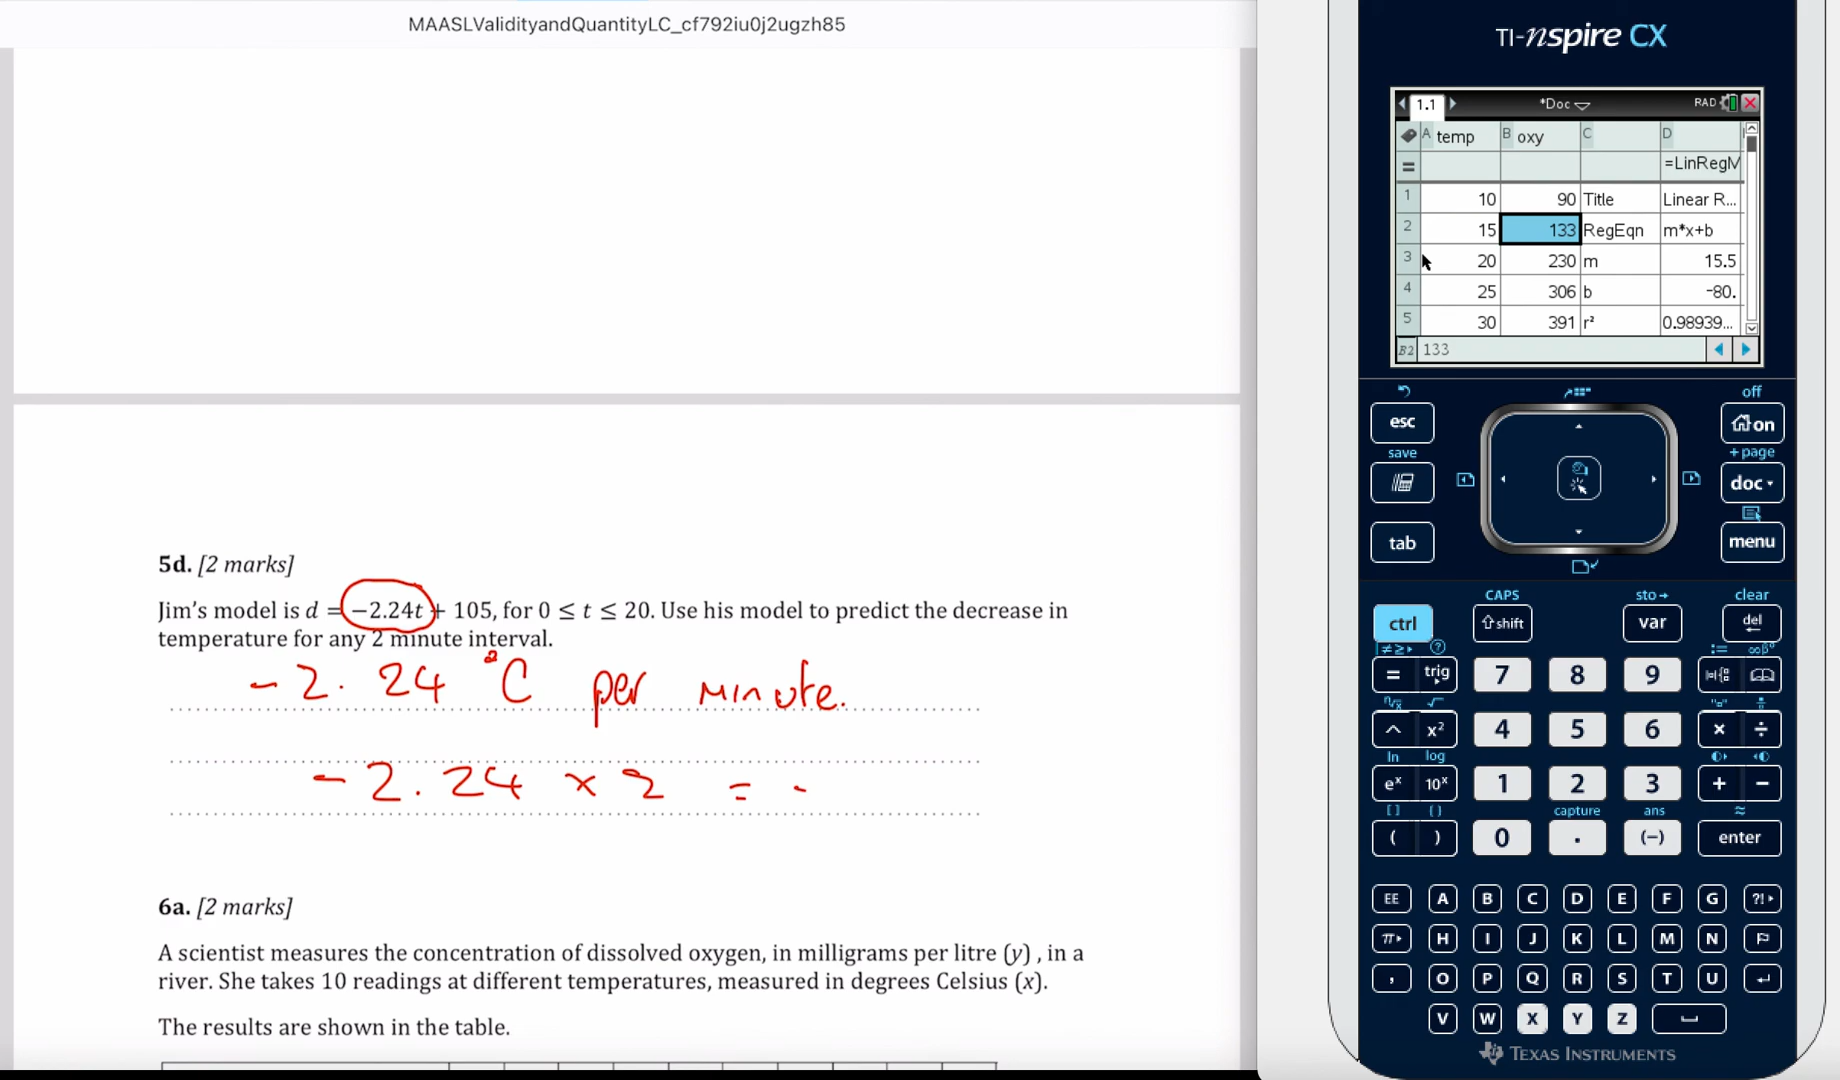 MAASLValidityandQuantityLC_cf792iu0j2ugzh85
5d. [2 marks]
Jim's model is d = −2.24t + 105, for 0 ≤ t ≤ 20. Use his model to predict the decrease in
temperature for any 2 minute interval.
-2.24 °C per minute.
-2.24 × 2 = -
6a. [2 marks]
A scientist measures the concentration of dissolved oxygen, in milligrams per litre (y) , in a
river. She takes 10 readings at different temperatures, measured in degrees Celsius (x).
The results are shown in the table.
TI-nspire CX
1.1 *Doc RAD
A temp B oxy C D
= =LinRegM
1 10 90 Title Linear R...
2 15 133 RegEqn m*x+b
3 20 230 m 15.5
4 25 306 b -80.
5 30 391 r² 0.98939...
B2 133
off
esc on
save + page
doc
tab menu
CAPS sto→ clear
ctrl shift var del
= trig 7 8 9
^ x² 4 5 6 × ÷
ln log
eˣ 10ˣ 1 2 3 + −
[ ] { } capture ans ≈
( ) 0 . (−) enter
EE A B C D E F G ?!
π H I J K L M N
, O P Q R S T U
V W X Y Z
TEXAS INSTRUMENTS